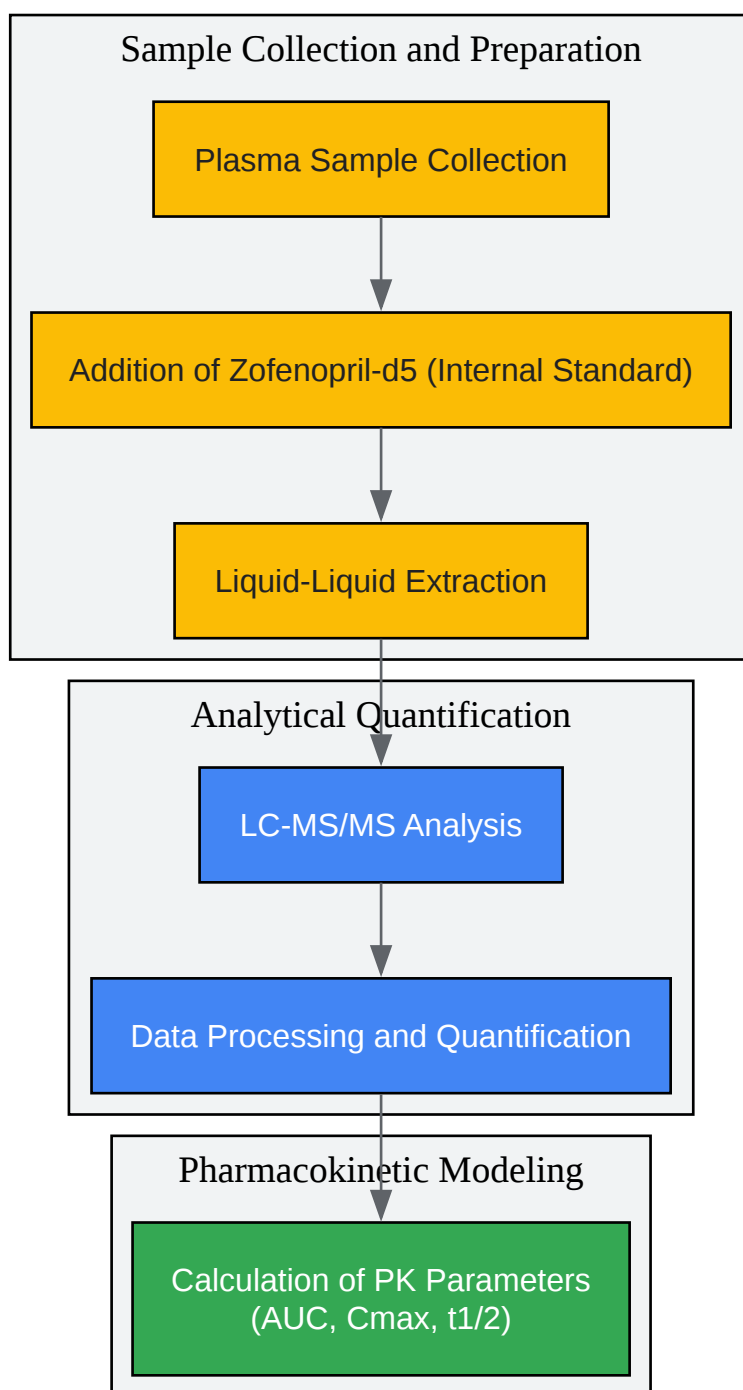 Sample Collection and Preparation
Plasma Sample Collection
Addition of Zofenopril-d5 (Internal Standard)
Liquid-Liquid Extraction
Analytical Quantification
LC-MS/MS Analysis
Data Processing and Quantification
Pharmacokinetic Modeling
Calculation of PK Parameters
(AUC, Cmax, t1/2)